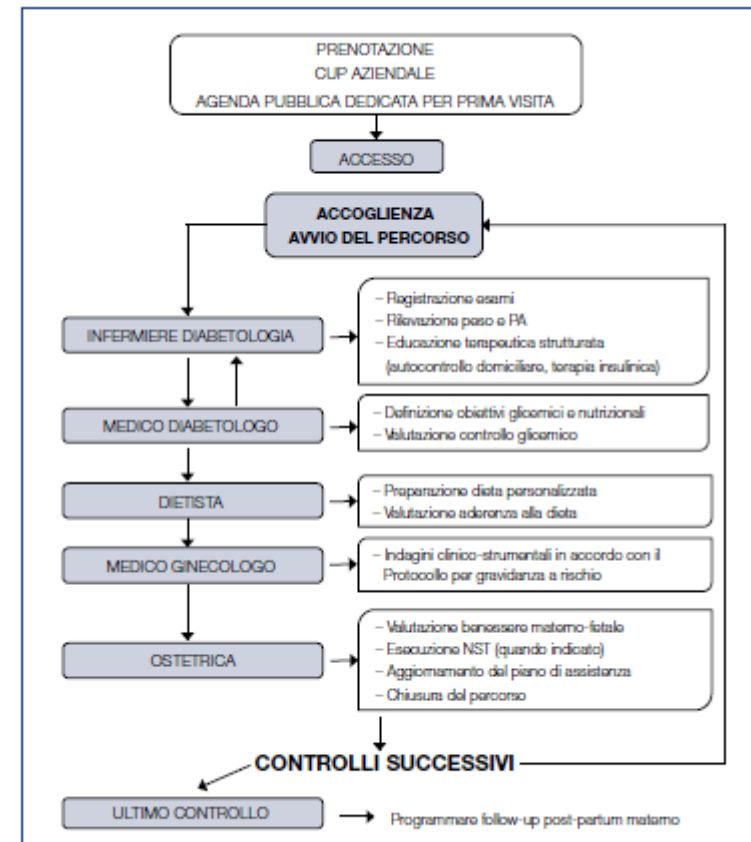 PRENOTAZIONE
CUP AZIENDALE
AGENDA PUBBLICA DEDICATA PER PRIMA VISITA
ACCESSO
ACCOGLIENZA
AVVIO DEL PERCORSO
INFERMIERE DIABETOLOGIA
– Registrazione esami
– Rilevazione peso e PA
– Educazione terapeutica strutturata
(autocontrollo domiciliare, terapia insulinica)
MEDICO DIABETOLOGO
– Definizione obiettivi glicemici e nutrizionali
– Valutazione controllo glicemico
DIETISTA
– Preparazione dieta personalizzata
– Valutazione aderenza alla dieta
MEDICO GINECOLOGO
– Indagini clinico-strumentali in accordo con il
Protocollo per gravidanza a rischio
OSTETRICA
– Valutazione benessere materno-fetale
– Esecuzione NST (quando indicato)
– Aggiornamento del piano di assistenza
– Chiusura del percorso
CONTROLLI SUCCESSIVI
ULTIMO CONTROLLO
Programmare follow-up post-partum materno